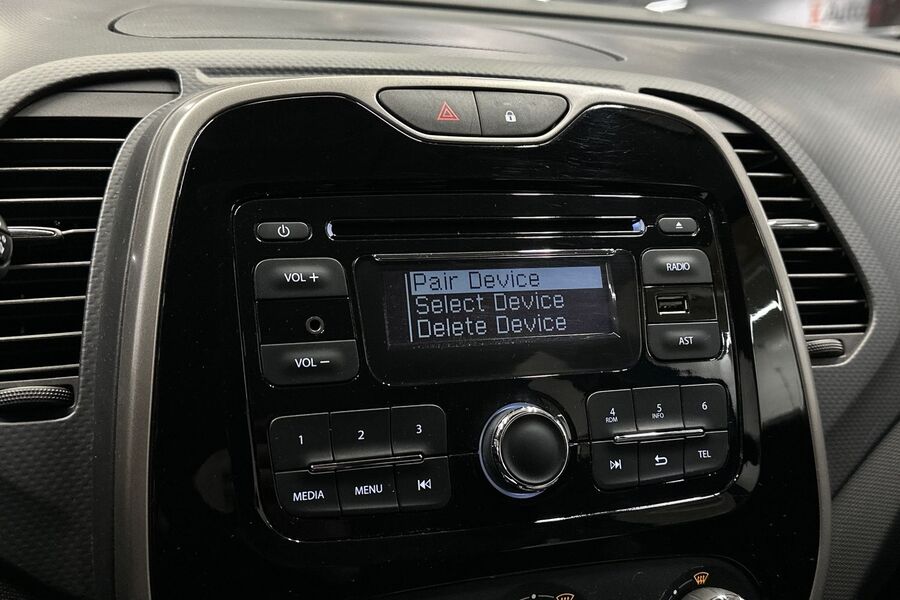 Auto
VOL +
Pair Device
Select Device
Delete Device
RADIO
VOL –
AST
1
2
3
4
RDM
5
INFO
6
MEDIA
MENU
TEL